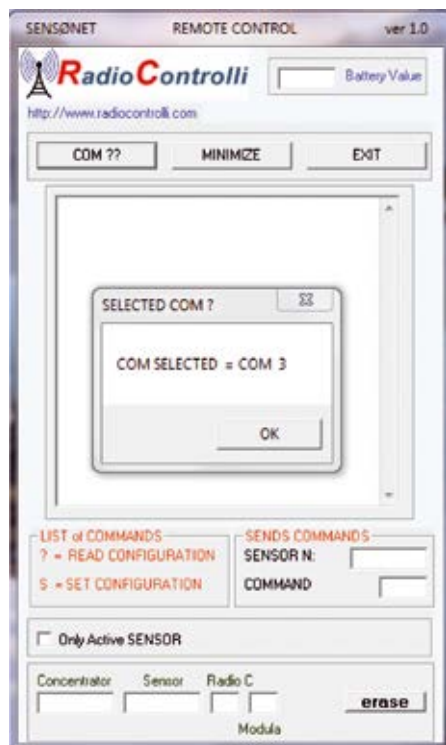 SENSØNET REMOTE CONTROL ver 1.0
RadioControlli Battery Value
http://www.radiocontrolli.com
COM ?? MINIMIZE EXIT
SELECTED COM ?
COM SELECTED = COM 3
OK
LIST of COMMANDS
? = READ CONFIGURATION
S = SET CONFIGURATION
SENDS COMMANDS
SENSOR N:
COMMAND
Only Active SENSOR
Concentrator Sensor Radio C
erase
Modula